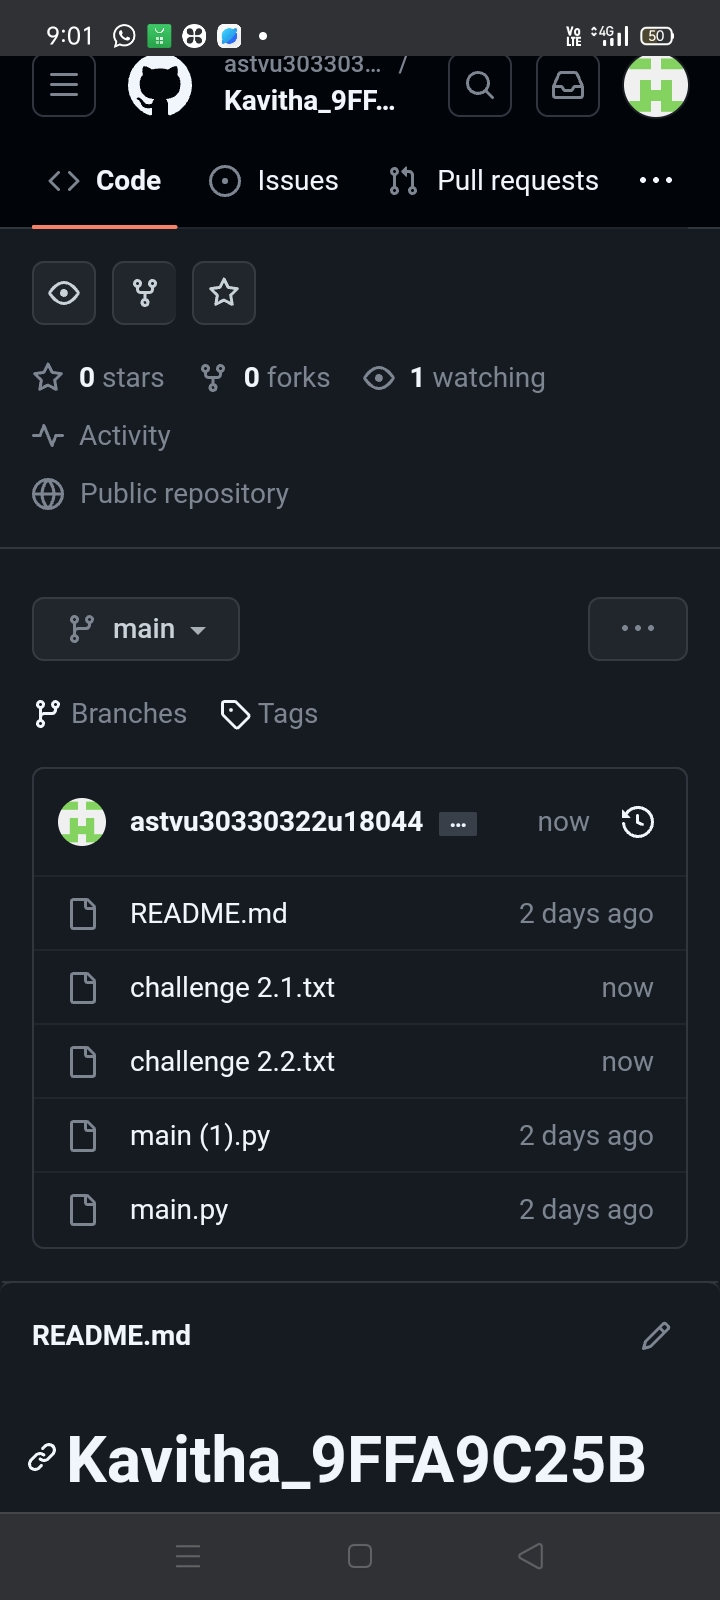 9:01 Vo LTE 4G 50
astvu303303... /
Kavitha_9FF...
Code Issues Pull requests
0 stars 0 forks 1 watching
Activity
Public repository
main
Branches Tags
astvu30330322u18044 ... now
README.md 2 days ago
challenge 2.1.txt now
challenge 2.2.txt now
main (1).py 2 days ago
main.py 2 days ago
README.md
Kavitha_9FFA9C25B